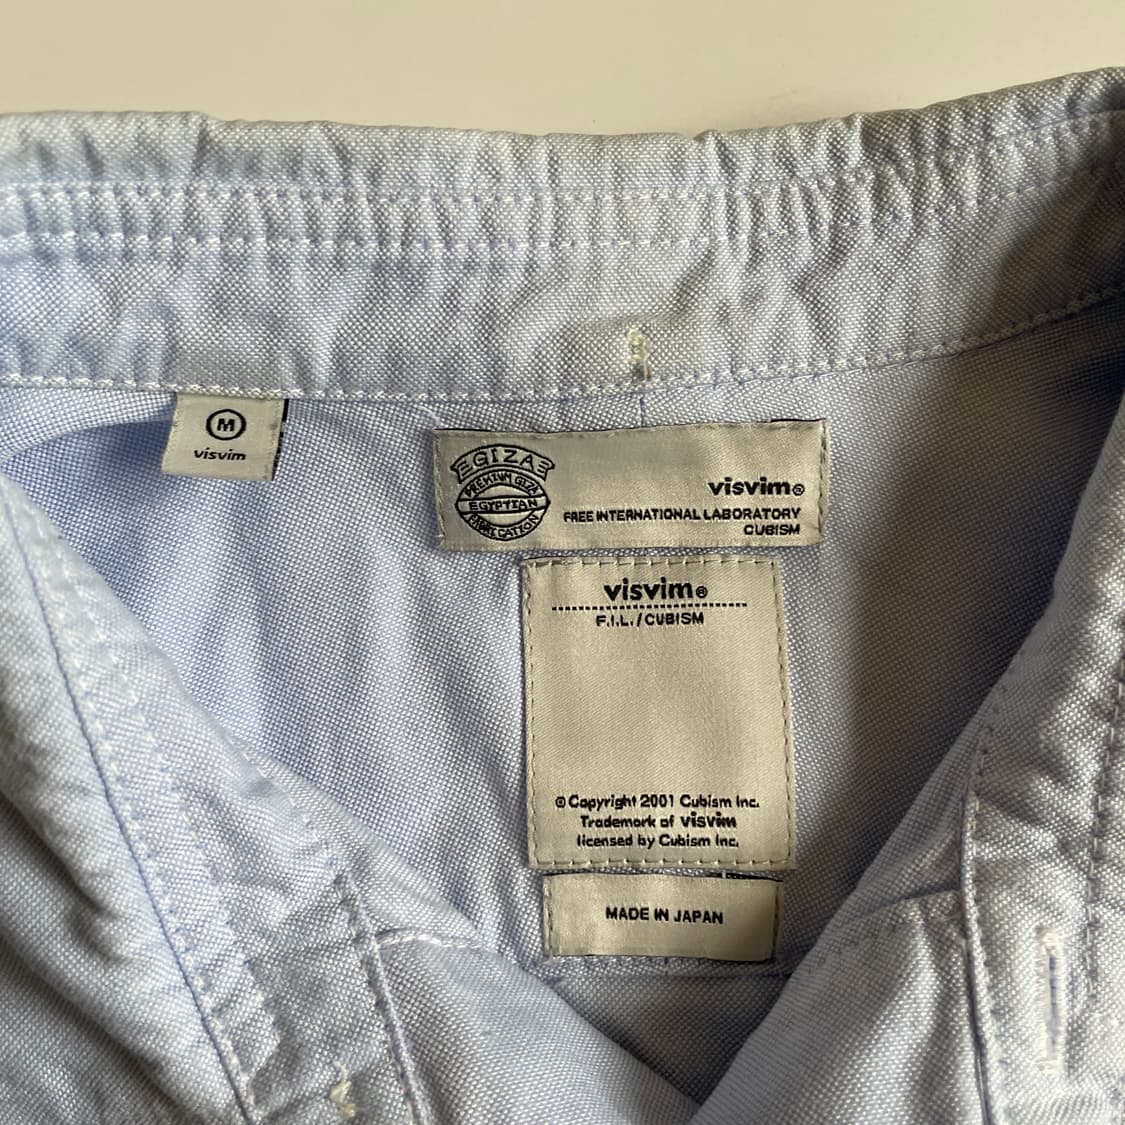 M
visvim
GIZA
PREMIUM GIZA
EGYPTIAN
FABRICATION
visvim®
FREE INTERNATIONAL LABORATORY
CUBISM
visvim®
F.I.L./CUBISM
© Copyright 2001 Cubism Inc.
Trademark of visvim
licensed by Cubism Inc.
MADE IN JAPAN